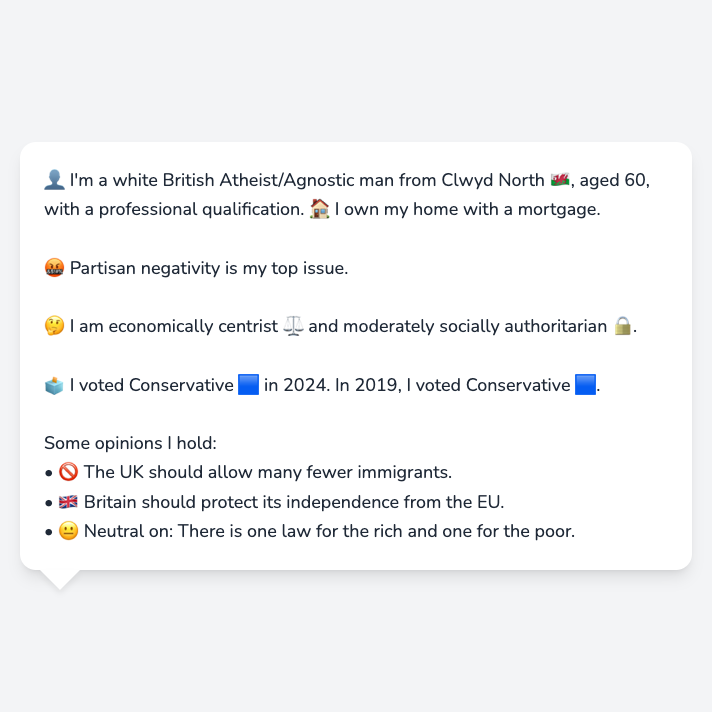 👤 I'm a white British Atheist/Agnostic man from Clwyd North 🏴󠁧󠁢󠁷󠁬󠁳󠁿, aged 60,
with a professional qualification. 🏠 I own my home with a mortgage.
🤬 Partisan negativity is my top issue.
🤔 I am economically centrist ⚖️ and moderately socially authoritarian 🔒.
🗳️ I voted Conservative 🟦 in 2024. In 2019, I voted Conservative 🟦.
Some opinions I hold:
• 🚫 The UK should allow many fewer immigrants.
• 🇬🇧 Britain should protect its independence from the EU.
• 😐 Neutral on: There is one law for the rich and one for the poor.